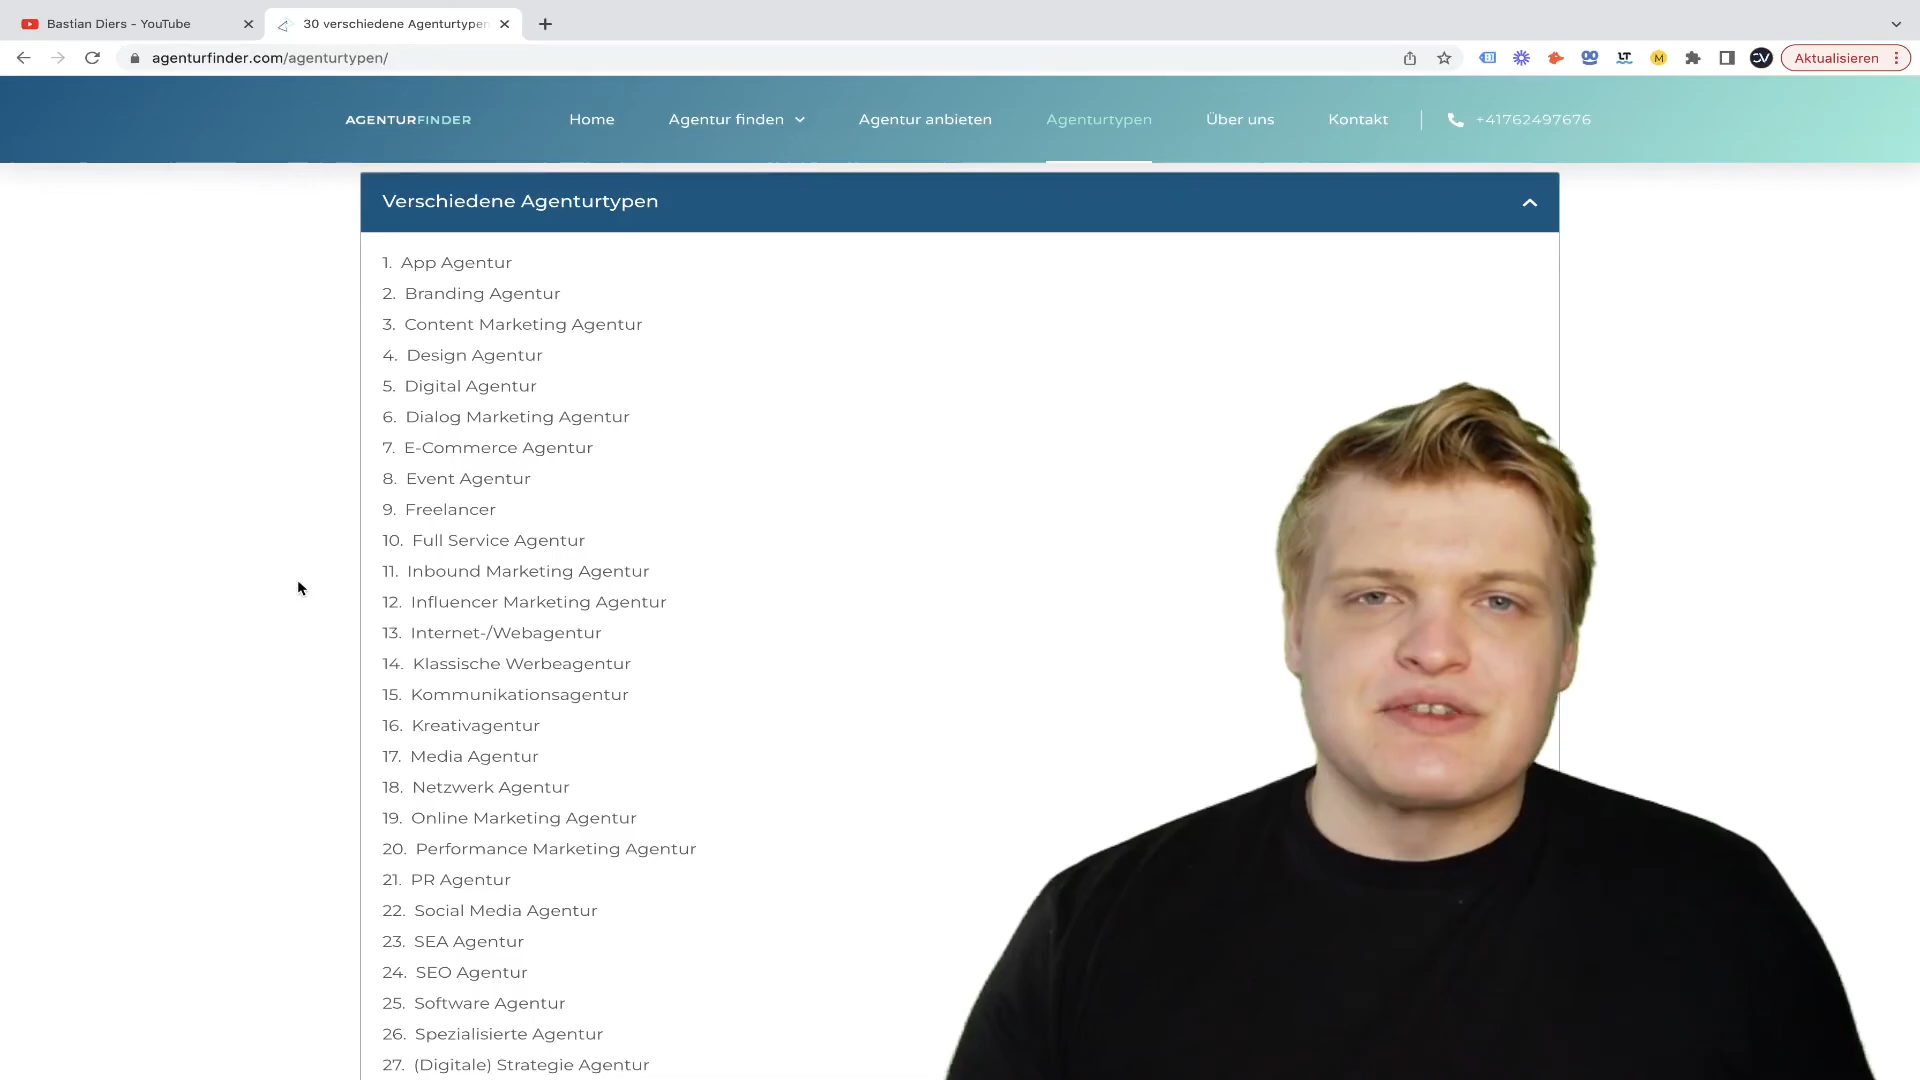 Bastian Diers - YouTube
30 verschiedene Agenturtypen
agenturfinder.com/agenturtypen/
Aktualisieren
AGENTURFINDER
Home
Agentur finden
Agentur anbieten
Agenturtypen
Über uns
Kontakt
+41762497676
Verschiedene Agenturtypen
1. App Agentur
2. Branding Agentur
3. Content Marketing Agentur
4. Design Agentur
5. Digital Agentur
6. Dialog Marketing Agentur
7. E-Commerce Agentur
8. Event Agentur
9. Freelancer
10. Full Service Agentur
11. Inbound Marketing Agentur
12. Influencer Marketing Agentur
13. Internet-/Webagentur
14. Klassische Werbeagentur
15. Kommunikationsagentur
16. Kreativagentur
17. Media Agentur
18. Netzwerk Agentur
19. Online Marketing Agentur
20. Performance Marketing Agentur
21. PR Agentur
22. Social Media Agentur
23. SEA Agentur
24. SEO Agentur
25. Software Agentur
26. Spezialisierte Agentur
27. (Digitale) Strategie Agentur